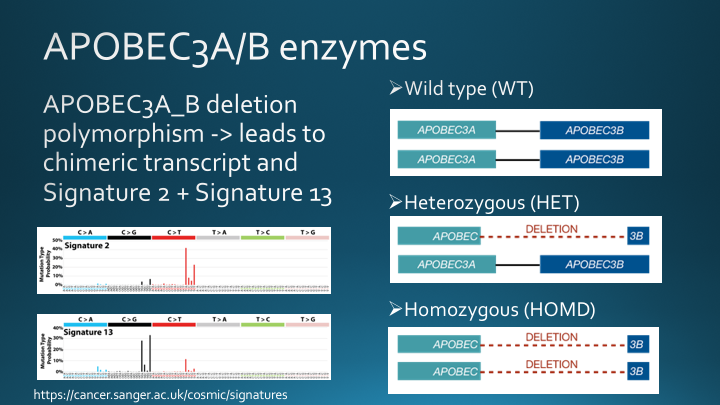 APOBEC3A/B enzymes
APOBEC3A_B deletion
polymorphism -> leads to
chimeric transcript and
Signature 2 + Signature 13
C > A C > G C > T T > A T > C T > G
Signature 2
Mutation Type
Probability
50%
40%
30%
20%
10%
0%
C > A C > G C > T T > A T > C T > G
Signature 13
Mutation Type
Probability
40%
30%
20%
10%
0%
https://cancer.sanger.ac.uk/cosmic/signatures
➢Wild type (WT)
APOBEC3A APOBEC3B
APOBEC3A APOBEC3B
➢Heterozygous (HET)
APOBEC DELETION 3B
APOBEC3A APOBEC3B
➢Homozygous (HOMD)
APOBEC DELETION 3B
APOBEC DELETION 3B